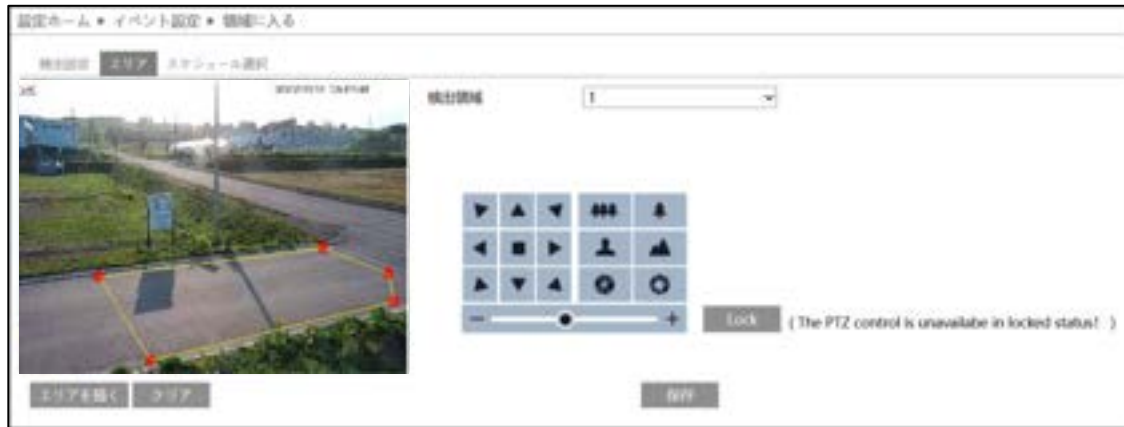 設定ホーム ▸ イベント設定 ▸ 領域に入る
検出設定 エリア スケジュール選択
検出領域 1
Lock ( The PTZ control is unavailabe in locked status! )
エリアを描く クリア 保存